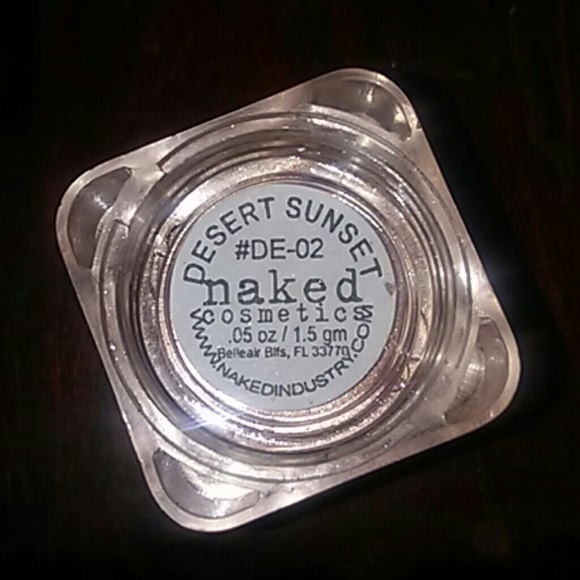 DESERT SUNSET
#DE-02
naked
cosmetics
.05 oz / 1.5 gm
Belleair Blfs, FL 33770
WWW.NAKEDINDUSTRY.COM